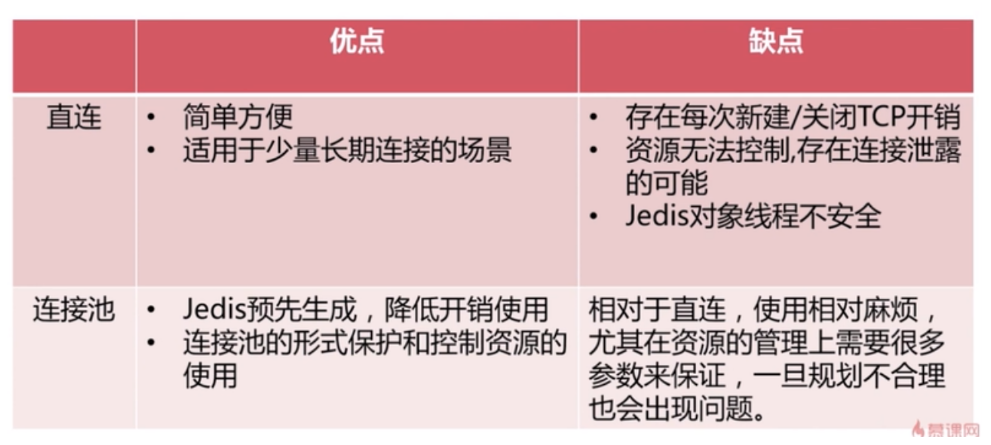 优点
缺点
直连
• 简单方便
• 适用于少量长期连接的场景
• 存在每次新建/关闭TCP开销
• 资源无法控制,存在连接泄露
的可能
• Jedis对象线程不安全
连接池
• Jedis预先生成，降低开销使用
• 连接池的形式保护和控制资源的
使用
相对于直连，使用相对麻烦，
尤其在资源的管理上需要很多
参数来保证，一旦规划不合理
也会出现问题。
慕课网